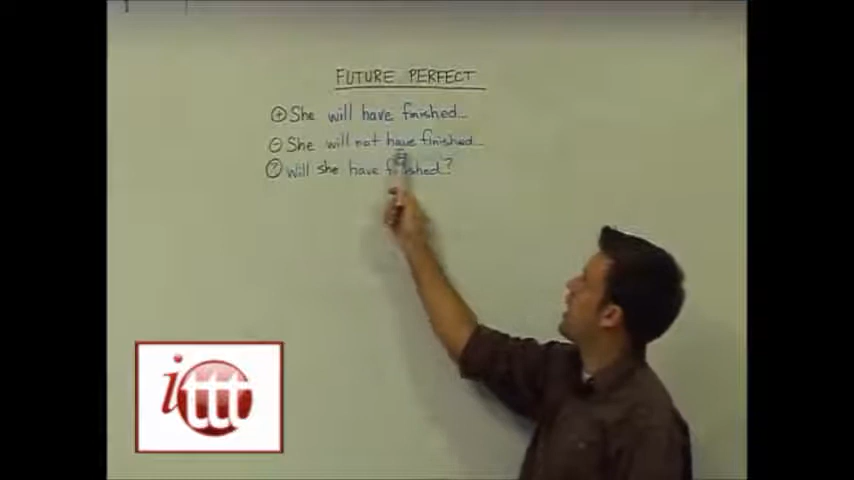 FUTURE PERFECT
+ She will have finished...
- She will not have finished...
? Will she have finished..?
ittt